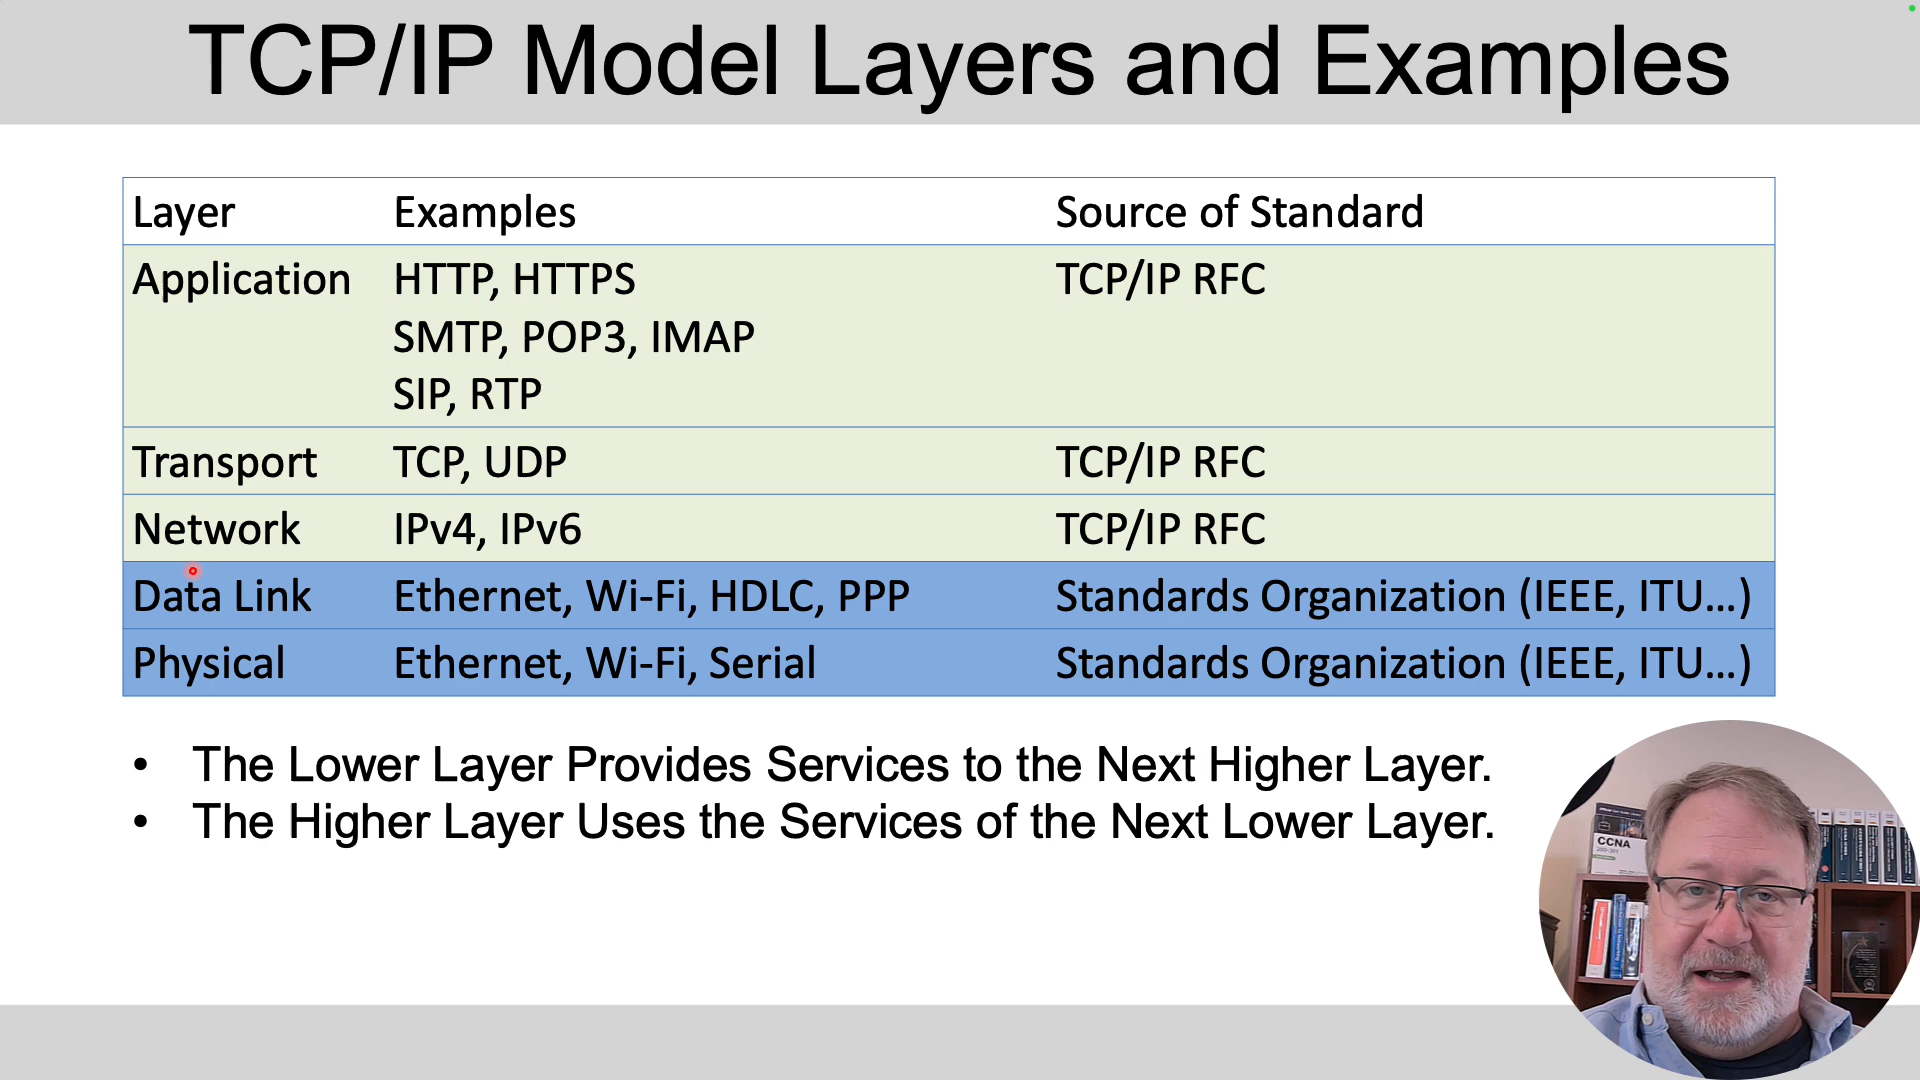 TCP/IP Model Layers and Examples
Layer Examples Source of Standard
Application HTTP, HTTPS TCP/IP RFC
SMTP, POP3, IMAP
SIP, RTP
Transport TCP, UDP TCP/IP RFC
Network IPv4, IPv6 TCP/IP RFC
Data Link Ethernet, Wi-Fi, HDLC, PPP Standards Organization (IEEE, ITU...)
Physical Ethernet, Wi-Fi, Serial Standards Organization (IEEE, ITU...)
• The Lower Layer Provides Services to the Next Higher Layer.
• The Higher Layer Uses the Services of the Next Lower Layer.
CCNA